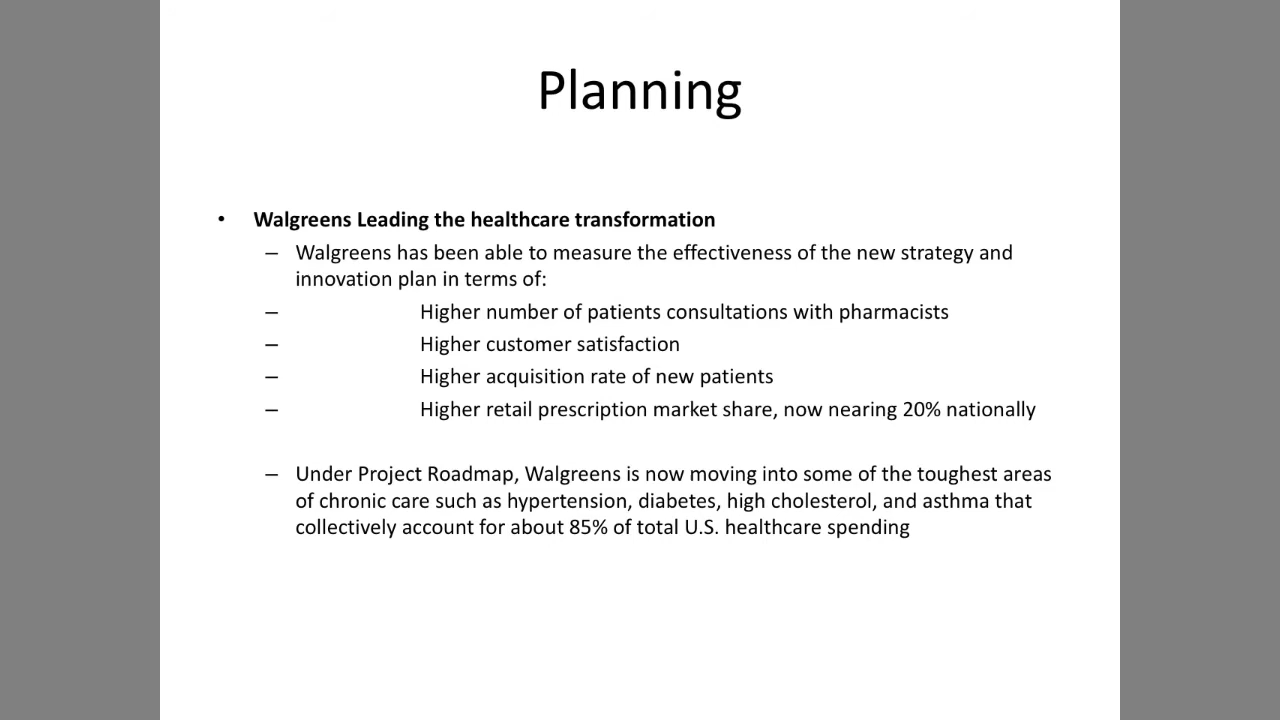 Planning
• Walgreens Leading the healthcare transformation
– Walgreens has been able to measure the effectiveness of the new strategy and
innovation plan in terms of:
– Higher number of patients consultations with pharmacists
– Higher customer satisfaction
– Higher acquisition rate of new patients
– Higher retail prescription market share, now nearing 20% nationally
– Under Project Roadmap, Walgreens is now moving into some of the toughest areas
of chronic care such as hypertension, diabetes, high cholesterol, and asthma that
collectively account for about 85% of total U.S. healthcare spending